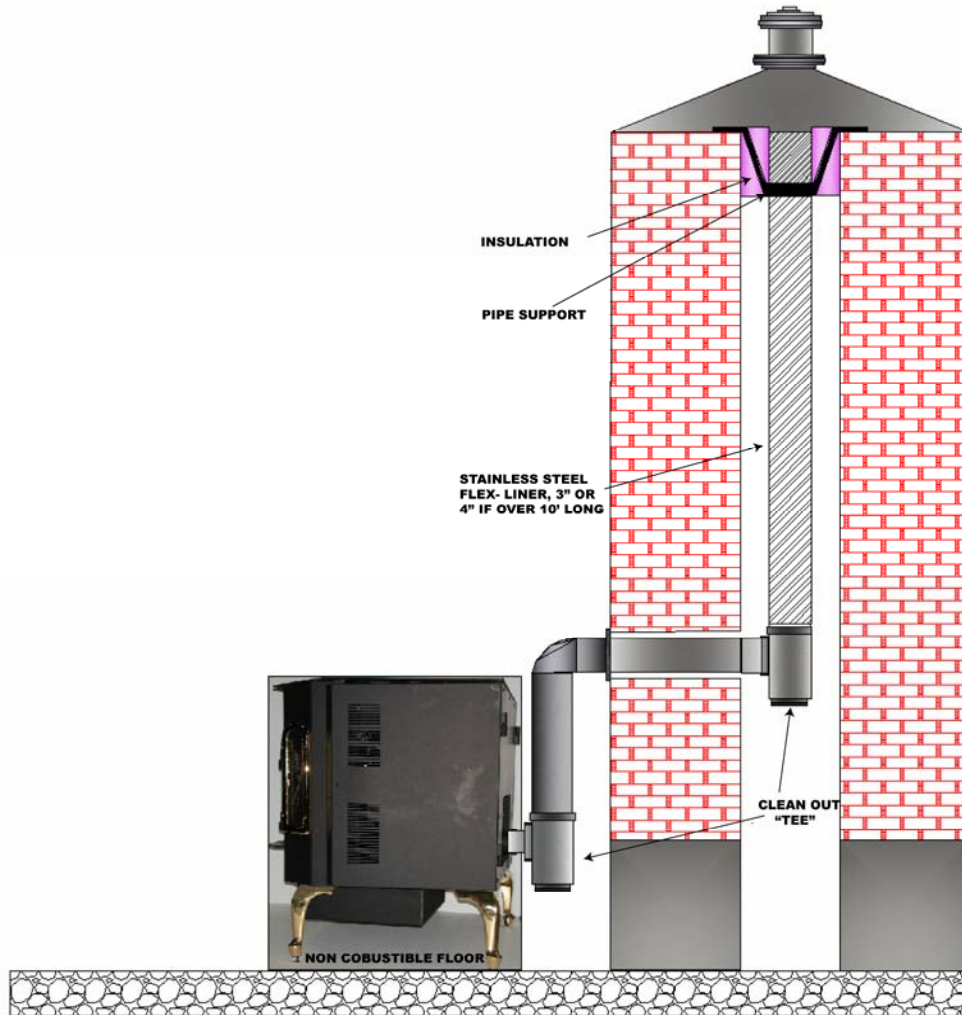 INSULATION
PIPE SUPPORT
STAINLESS STEEL
FLEX- LINER, 3” OR
4” IF OVER 10’ LONG
CLEAN OUT
“TEE”
NON COBUSTIBLE FLOOR